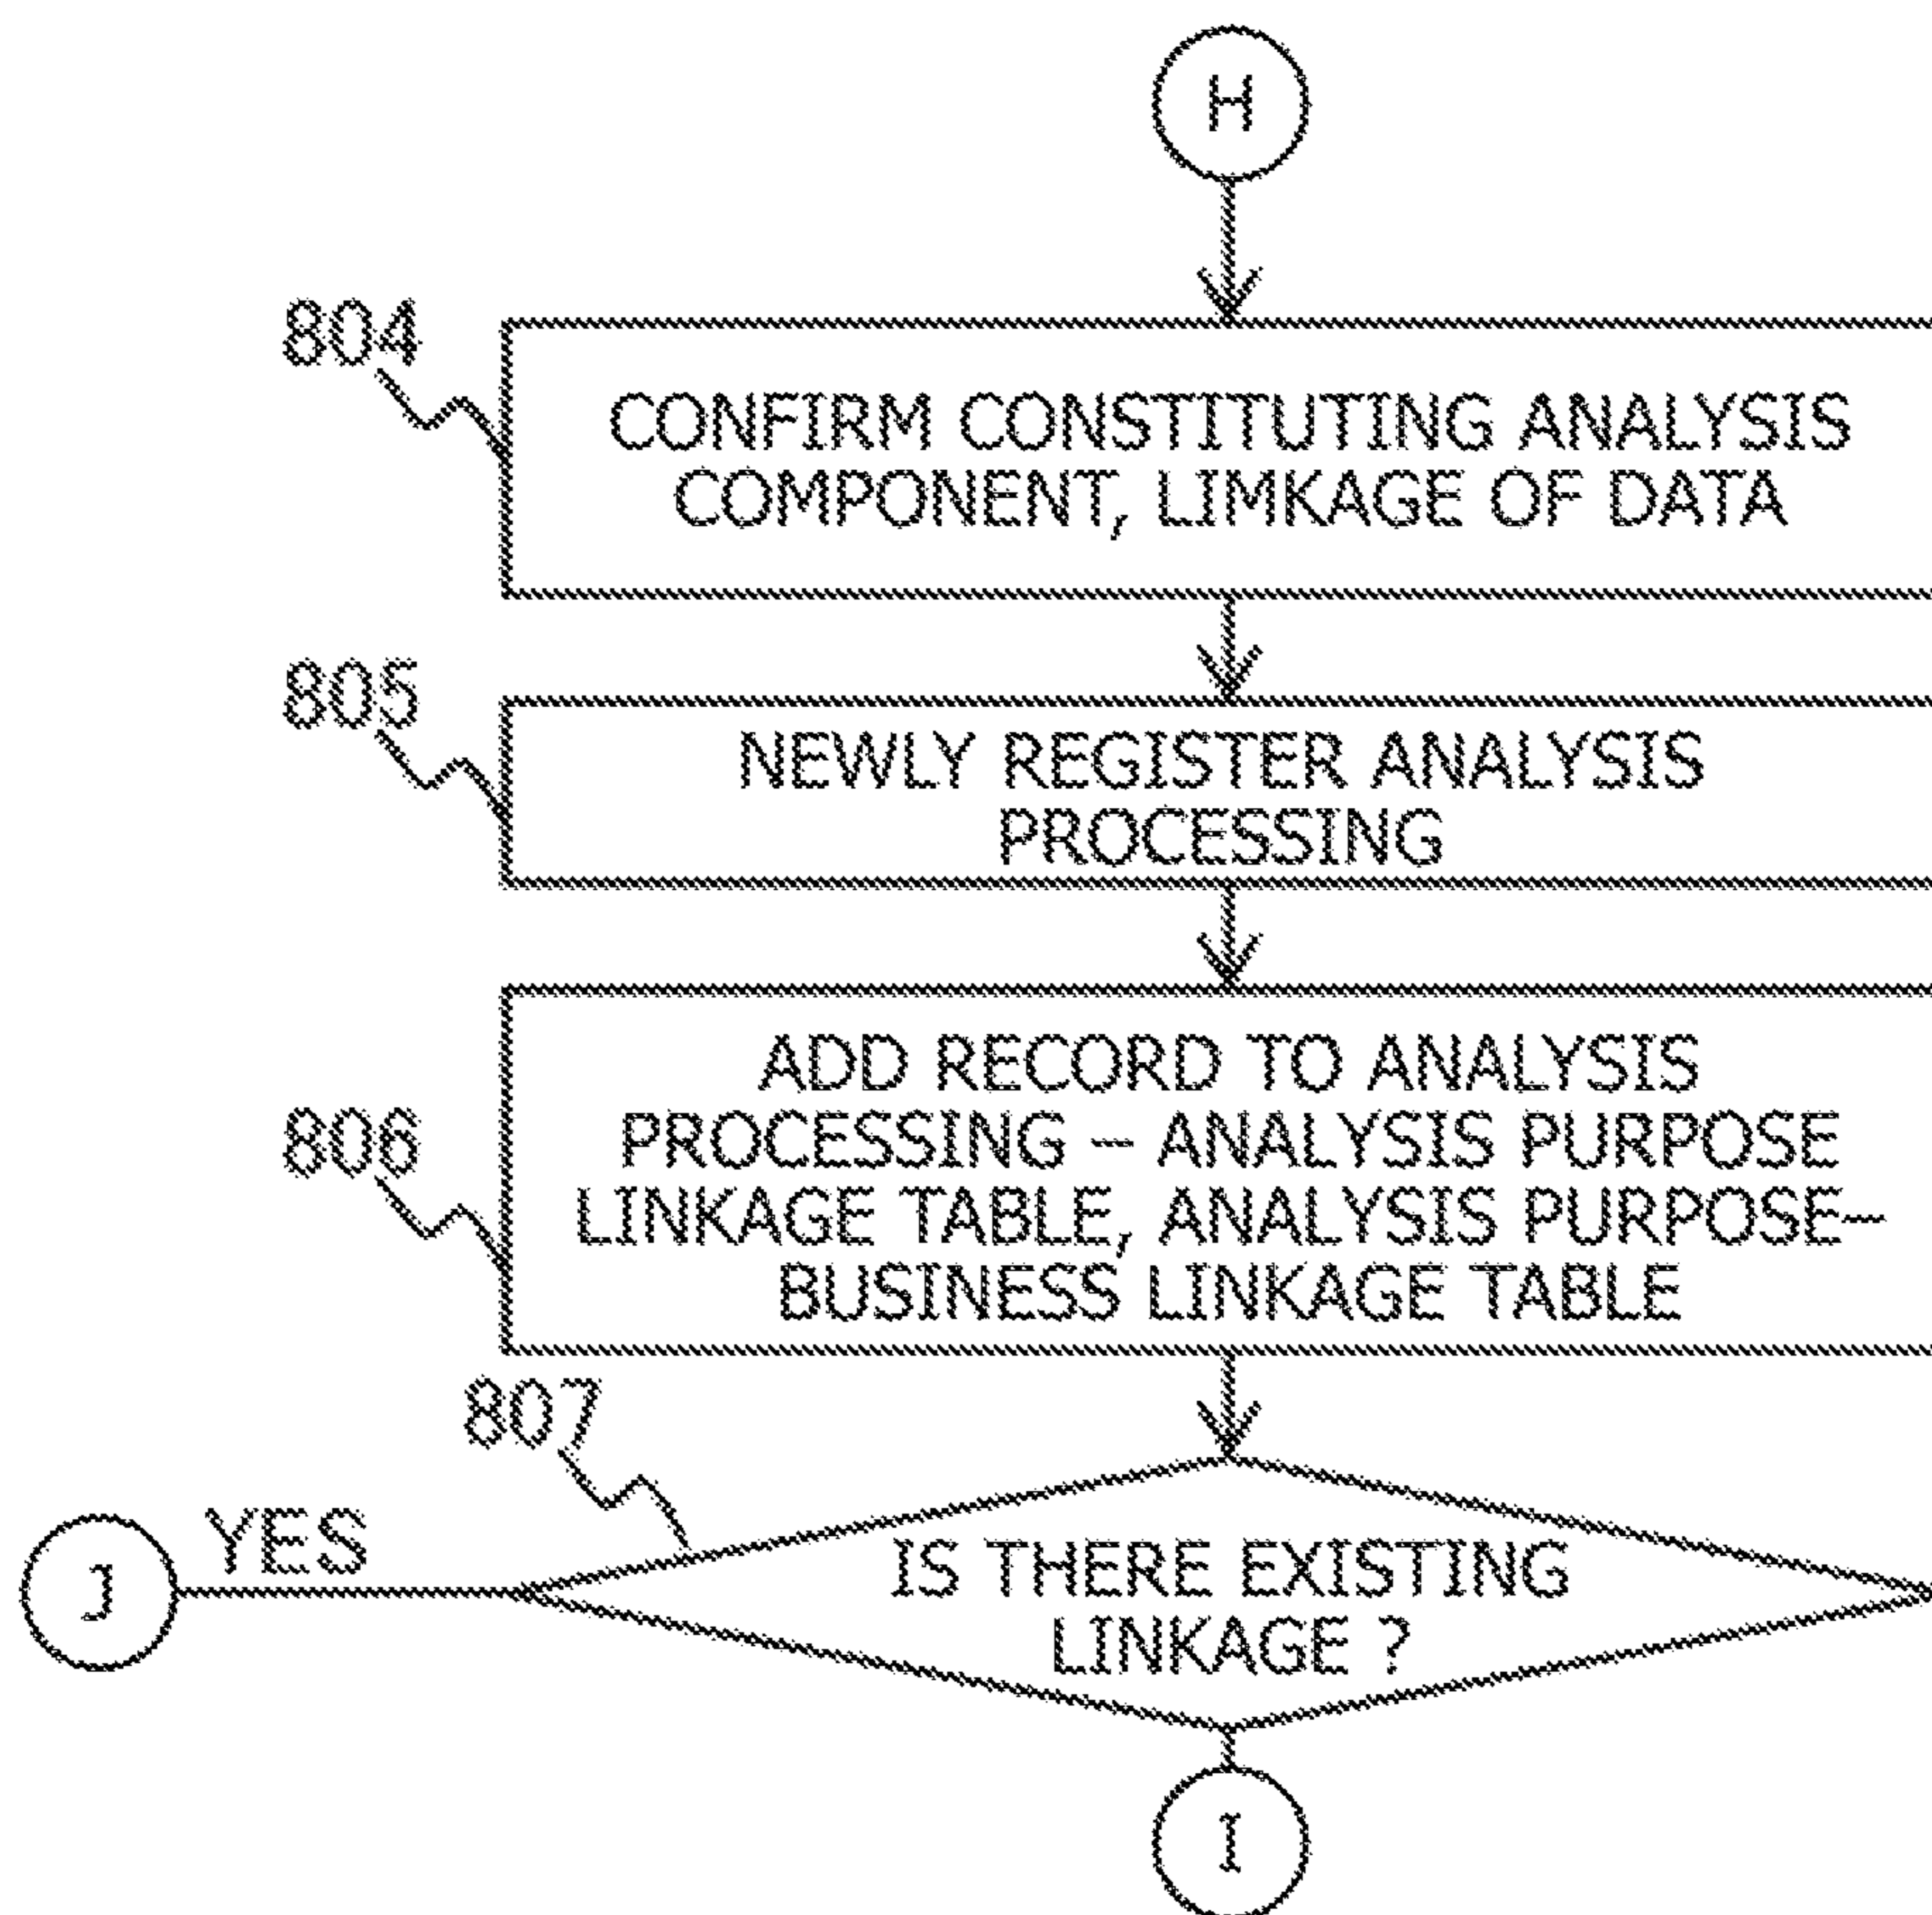 H
804
CONFIRM CONSTITUTING ANALYSIS
COMPONENT, LIMKAGE OF DATA
805
NEWLY REGISTER ANALYSIS
PROCESSING
806
ADD RECORD TO ANALYSIS
PROCESSING – ANALYSIS PURPOSE
LINKAGE TABLE, ANALYSIS PURPOSE–
BUSINESS LINKAGE TABLE
807
J
YES
IS THERE EXISTING
LINKAGE ?
I